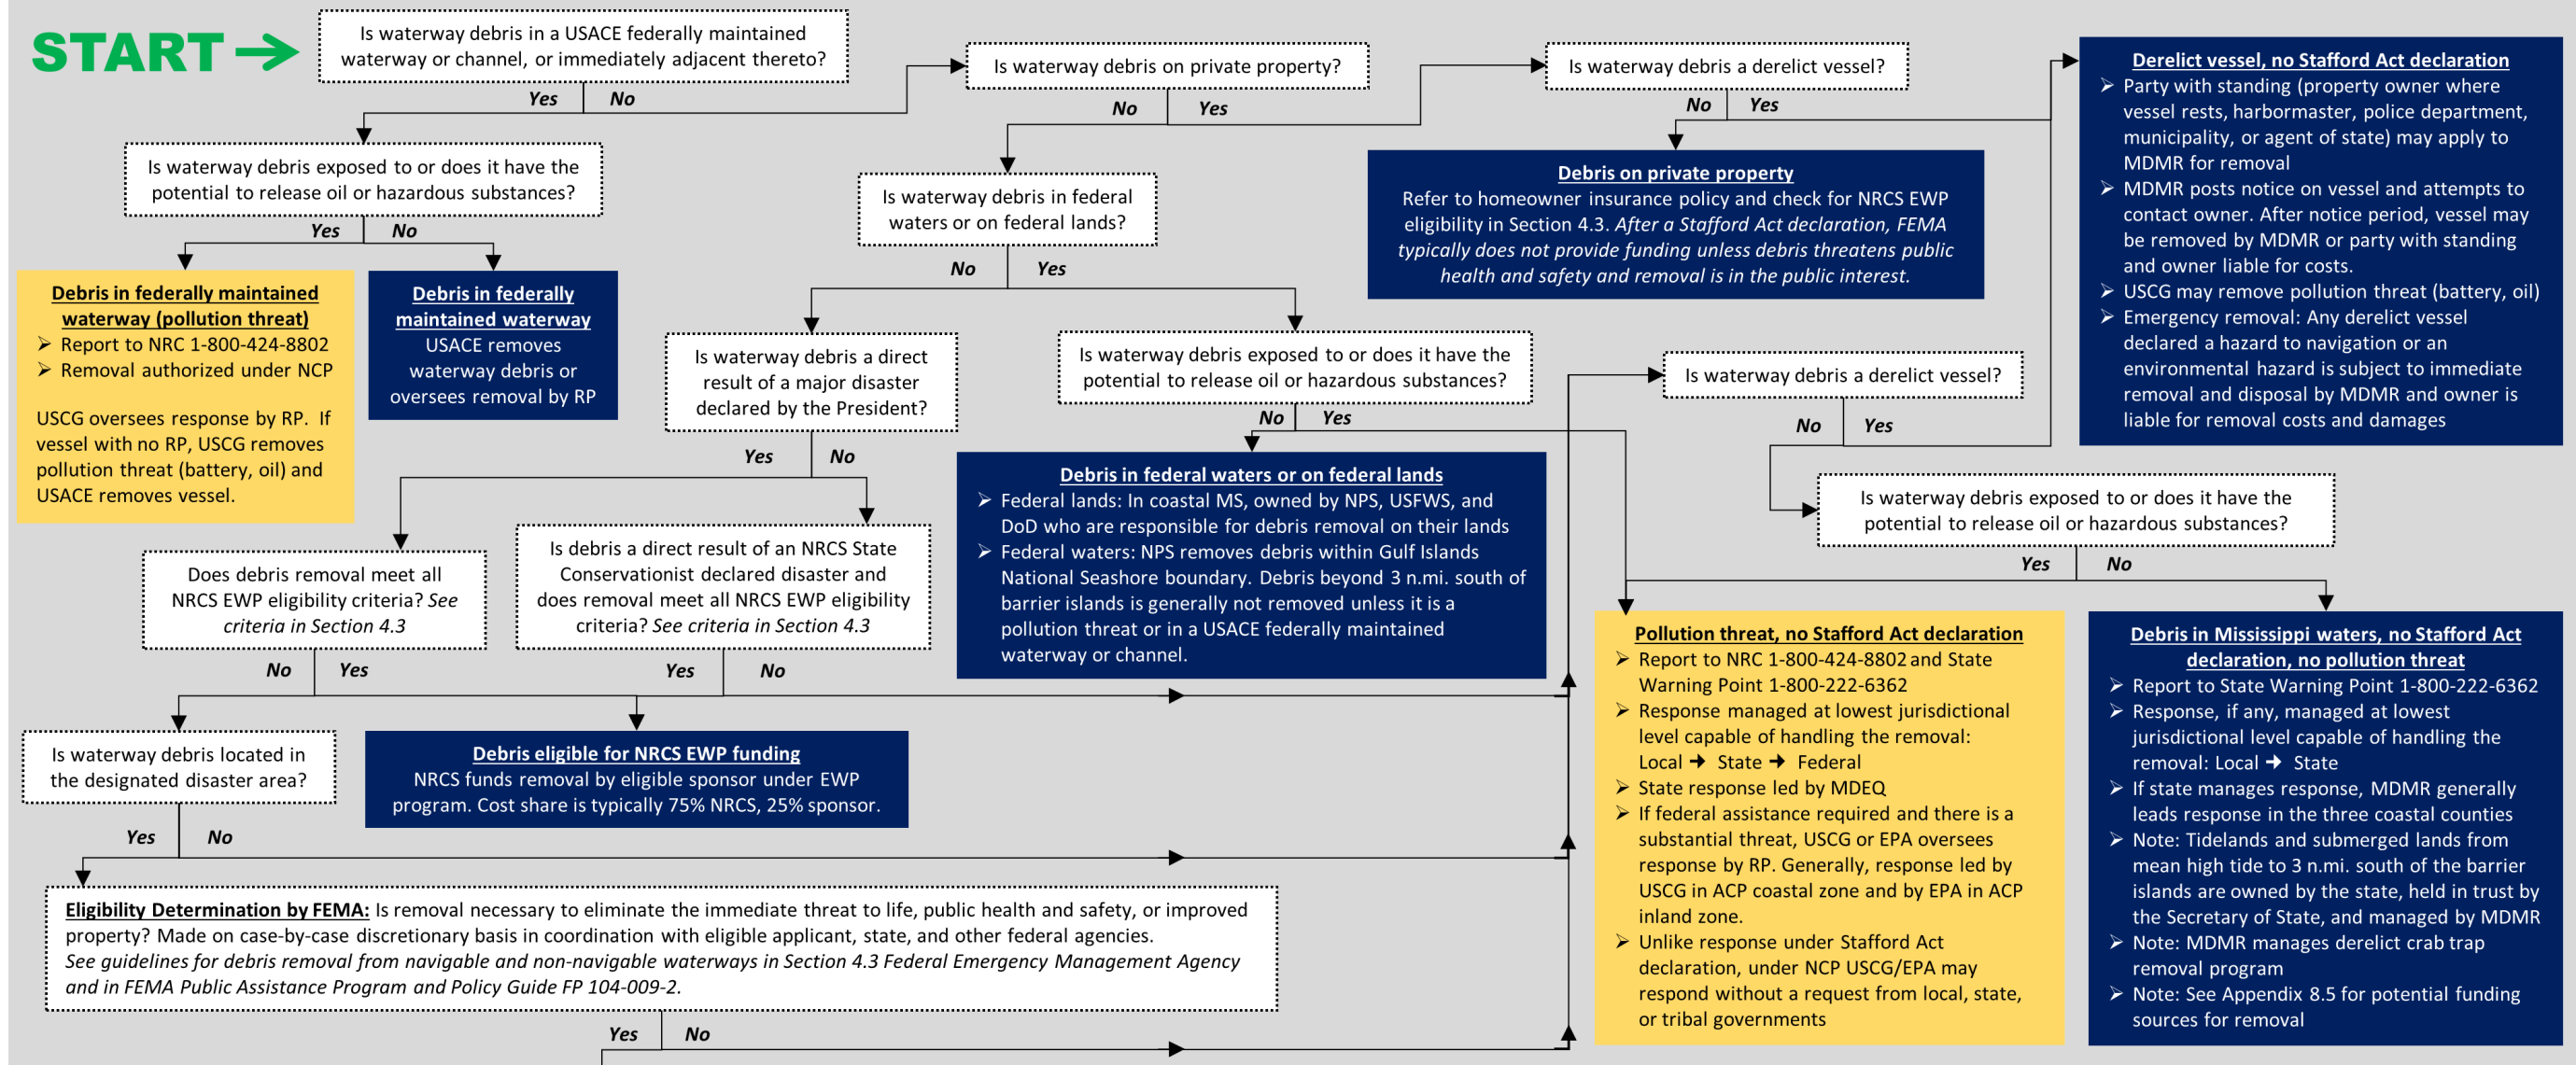 START
Is waterway debris in a USACE federally maintained
waterway or channel, or immediately adjacent thereto?
Yes
No
Is waterway debris on private property?
No
Yes
Is waterway debris a derelict vessel?
No
Yes
Derelict vessel, no Stafford Act declaration
➢ Party with standing (property owner where
vessel rests, harbormaster, police department,
municipality, or agent of state) may apply to
MDMR for removal
➢ MDMR posts notice on vessel and attempts to
contact owner. After notice period, vessel may
be removed by MDMR or party with standing
and owner liable for costs.
➢ USCG may remove pollution threat (battery, oil)
➢ Emergency removal: Any derelict vessel
declared a hazard to navigation or an
environmental hazard is subject to immediate
removal and disposal by MDMR and owner is
liable for removal costs and damages
Is waterway debris exposed to or does it have the
potential to release oil or hazardous substances?
Yes
No
Is waterway debris in federal
waters or on federal lands?
No
Yes
Debris on private property
Refer to homeowner insurance policy and check for NRCS EWP
eligibility in Section 4.3. After a Stafford Act declaration, FEMA
typically does not provide funding unless debris threatens public
health and safety and removal is in the public interest.
Debris in federally maintained
waterway (pollution threat)
➢ Report to NRC 1-800-424-8802
➢ Removal authorized under NCP
USCG oversees response by RP. If
vessel with no RP, USCG removes
pollution threat (battery, oil) and
USACE removes vessel.
Debris in federally
maintained waterway
USACE removes
waterway debris or
oversees removal by RP
Is waterway debris a direct
result of a major disaster
declared by the President?
Yes
No
Is waterway debris exposed to or does it have the
potential to release oil or hazardous substances?
No
Yes
Is waterway debris a derelict vessel?
No
Yes
Debris in federal waters or on federal lands
➢ Federal lands: In coastal MS, owned by NPS, USFWS, and
DoD who are responsible for debris removal on their lands
➢ Federal waters: NPS removes debris within Gulf Islands
National Seashore boundary. Debris beyond 3 n.mi. south of
barrier islands is generally not removed unless it is a
pollution threat or in a USACE federally maintained
waterway or channel.
Is waterway debris exposed to or does it have the
potential to release oil or hazardous substances?
Yes
No
Does debris removal meet all
NRCS EWP eligibility criteria? See
criteria in Section 4.3
No
Yes
Is debris a direct result of an NRCS State
Conservationist declared disaster and
does removal meet all NRCS EWP eligibility
criteria? See criteria in Section 4.3
Yes
No
Is waterway debris located in
the designated disaster area?
Yes
No
Debris eligible for NRCS EWP funding
NRCS funds removal by eligible sponsor under EWP
program. Cost share is typically 75% NRCS, 25% sponsor.
Pollution threat, no Stafford Act declaration
➢ Report to NRC 1-800-424-8802 and State
Warning Point 1-800-222-6362
➢ Response managed at lowest jurisdictional
level capable of handling the removal:
Local ➔ State ➔ Federal
➢ State response led by MDEQ
➢ If federal assistance required and there is a
substantial threat, USCG or EPA oversees
response by RP. Generally, response led by
USCG in ACP coastal zone and by EPA in ACP
inland zone.
➢ Unlike response under Stafford Act
declaration, under NCP USCG/EPA may
respond without a request from local, state,
or tribal governments
Debris in Mississippi waters, no Stafford Act
declaration, no pollution threat
➢ Report to State Warning Point 1-800-222-6362
➢ Response, if any, managed at lowest
jurisdictional level capable of handling the
removal: Local ➔ State
➢ If state manages response, MDMR generally
leads response in the three coastal counties
➢ Note: Tidelands and submerged lands from
mean high tide to 3 n.mi. south of the barrier
islands are owned by the state, held in trust by
the Secretary of State, and managed by MDMR
➢ Note: MDMR manages derelict crab trap
removal program
➢ Note: See Appendix 8.5 for potential funding
sources for removal
Eligibility Determination by FEMA: Is removal necessary to eliminate the immediate threat to life, public health and safety, or improved
property? Made on case-by-case discretionary basis in coordination with eligible applicant, state, and other federal agencies.
See guidelines for debris removal from navigable and non-navigable waterways in Section 4.3 Federal Emergency Management Agency
and in FEMA Public Assistance Program and Policy Guide FP 104-009-2.
Yes
No